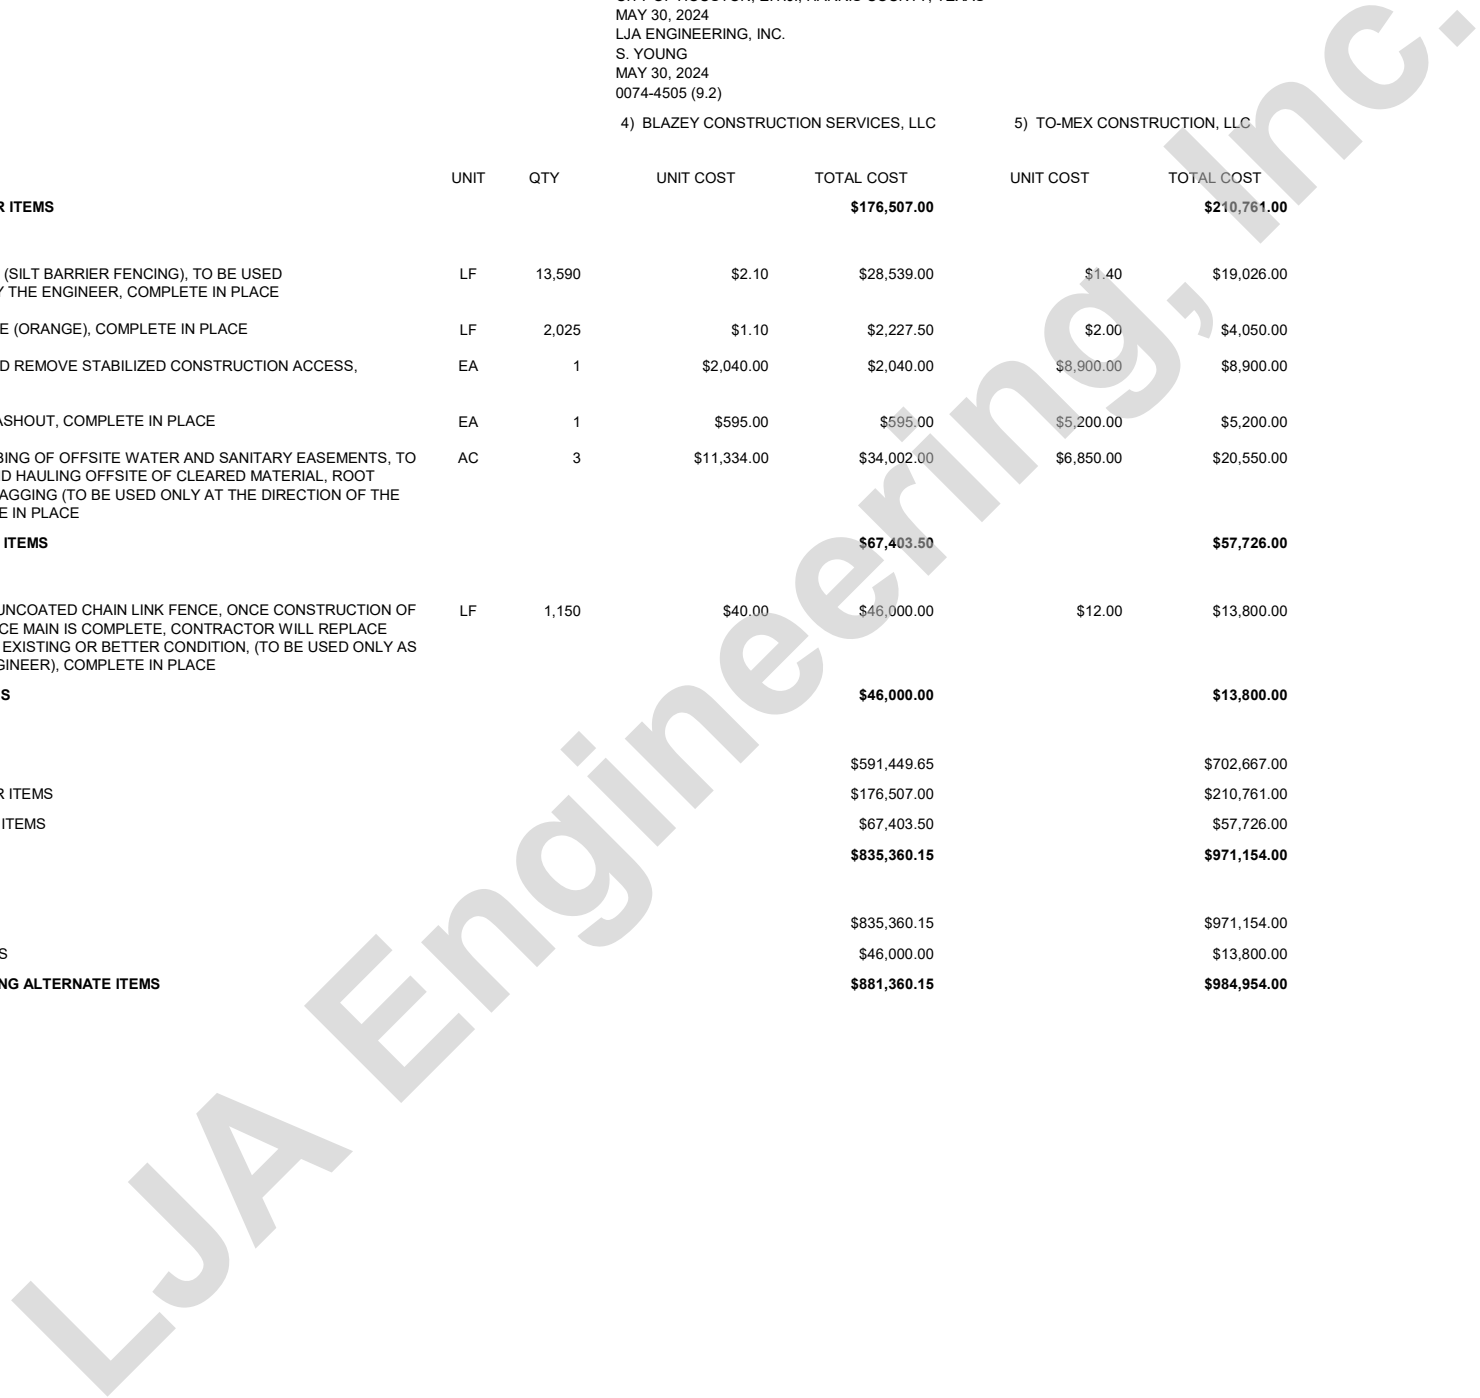 MAY 30, 2024
LJA ENGINEERING, INC.
S. YOUNG
MAY 30, 2024
0074-4505 (9.2)
4) BLAZEY CONSTRUCTION SERVICES, LLC 5) TO-MEX CONSTRUCTION, LLC
UNIT QTY UNIT COST TOTAL COST UNIT COST TOTAL COST
R ITEMS $176,507.00 $210,761.00
(SILT BARRIER FENCING), TO BE USED LF 13,590 $2.10 $28,539.00 $1.40 $19,026.00
Y THE ENGINEER, COMPLETE IN PLACE
E (ORANGE), COMPLETE IN PLACE LF 2,025 $1.10 $2,227.50 $2.00 $4,050.00
D REMOVE STABILIZED CONSTRUCTION ACCESS, EA 1 $2,040.00 $2,040.00 $8,900.00 $8,900.00
ASHOUT, COMPLETE IN PLACE EA 1 $595.00 $595.00 $5,200.00 $5,200.00
BING OF OFFSITE WATER AND SANITARY EASEMENTS, TO AC 3 $11,334.00 $34,002.00 $6,850.00 $20,550.00
D HAULING OFFSITE OF CLEARED MATERIAL, ROOT
AGGING (TO BE USED ONLY AT THE DIRECTION OF THE
E IN PLACE
ITEMS $67,403.50 $57,726.00
UNCOATED CHAIN LINK FENCE, ONCE CONSTRUCTION OF LF 1,150 $40.00 $46,000.00 $12.00 $13,800.00
CE MAIN IS COMPLETE, CONTRACTOR WILL REPLACE
EXISTING OR BETTER CONDITION, (TO BE USED ONLY AS
GINEER), COMPLETE IN PLACE
S $46,000.00 $13,800.00
$591,449.65 $702,667.00
R ITEMS $176,507.00 $210,761.00
ITEMS $67,403.50 $57,726.00
$835,360.15 $971,154.00
$835,360.15 $971,154.00
S $46,000.00 $13,800.00
NG ALTERNATE ITEMS $881,360.15 $984,954.00
LJA Engineering, Inc.